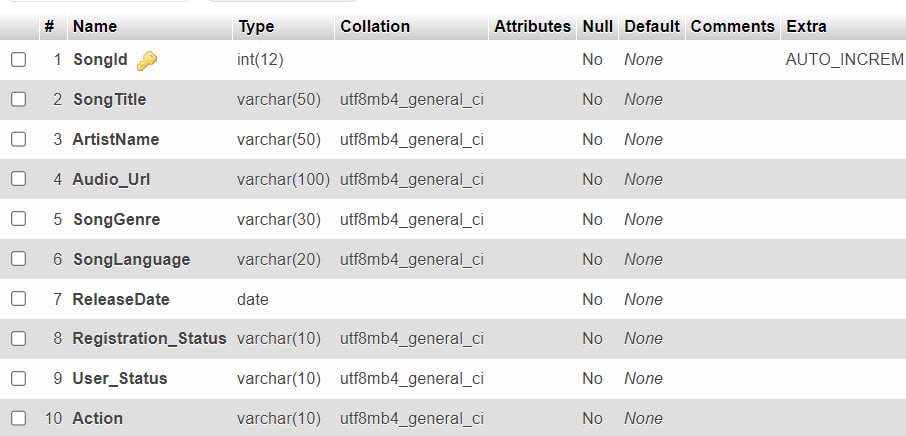 # Name Type Collation Attributes Null Default Comments Extra
1 SongId int(12) No None AUTO_INCREM
2 SongTitle varchar(50) utf8mb4_general_ci No None
3 ArtistName varchar(50) utf8mb4_general_ci No None
4 Audio_Url varchar(100) utf8mb4_general_ci No None
5 SongGenre varchar(30) utf8mb4_general_ci No None
6 SongLanguage varchar(20) utf8mb4_general_ci No None
7 ReleaseDate date No None
8 Registration_Status varchar(10) utf8mb4_general_ci No None
9 User_Status varchar(10) utf8mb4_general_ci No None
10 Action varchar(10) utf8mb4_general_ci No None